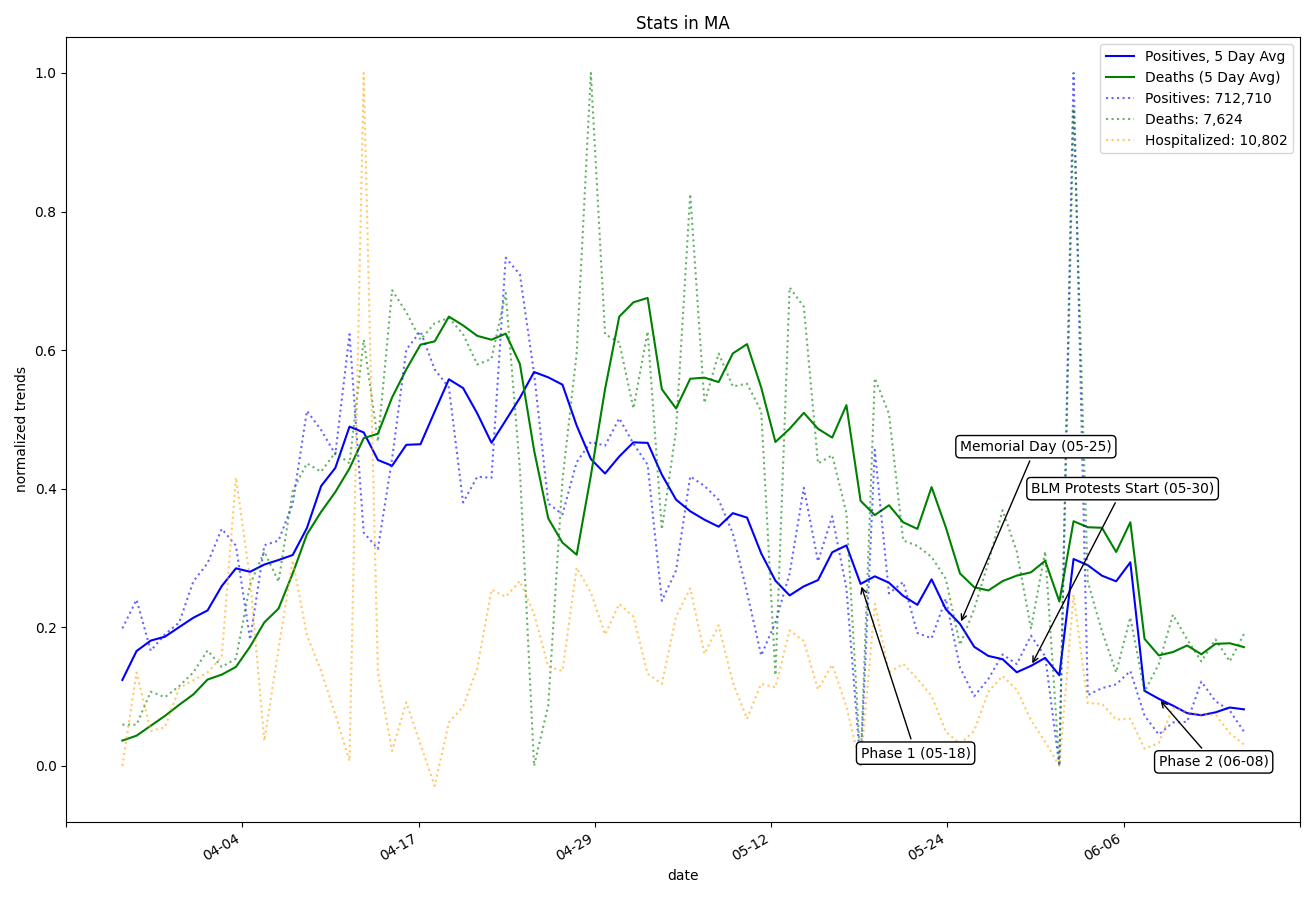 Stats in MA
Positives, 5 Day Avg
Deaths (5 Day Avg)
Positives: 712,710
Deaths: 7,624
Hospitalized: 10,802
normalized trends
1.0
0.8
0.6
0.4
0.2
0.0
Memorial Day (05-25)
BLM Protests Start (05-30)
Phase 1 (05-18)
Phase 2 (06-08)
04-04
04-17
04-29
05-12
05-24
06-06
date